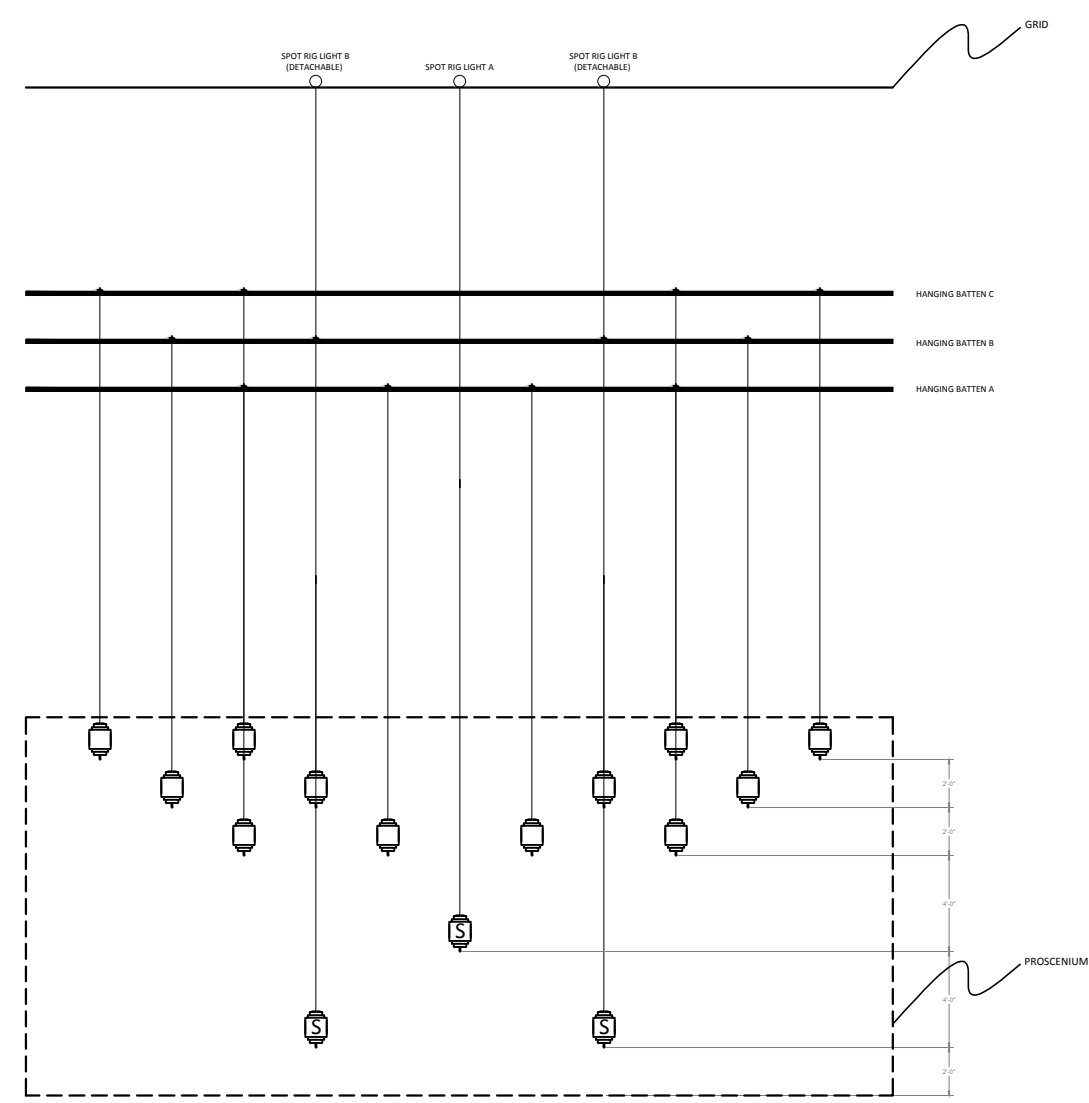 GRID
SPOT RIG LIGHT B
(DETACHABLE)
SPOT RIG LIGHT A
SPOT RIG LIGHT B
(DETACHABLE)
HANGING BATTEN C
HANGING BATTEN B
HANGING BATTEN A
2'-0"
2'-0"
4'-0"
S
PROSCENIUM
4'-0"
S
S
2'-0"